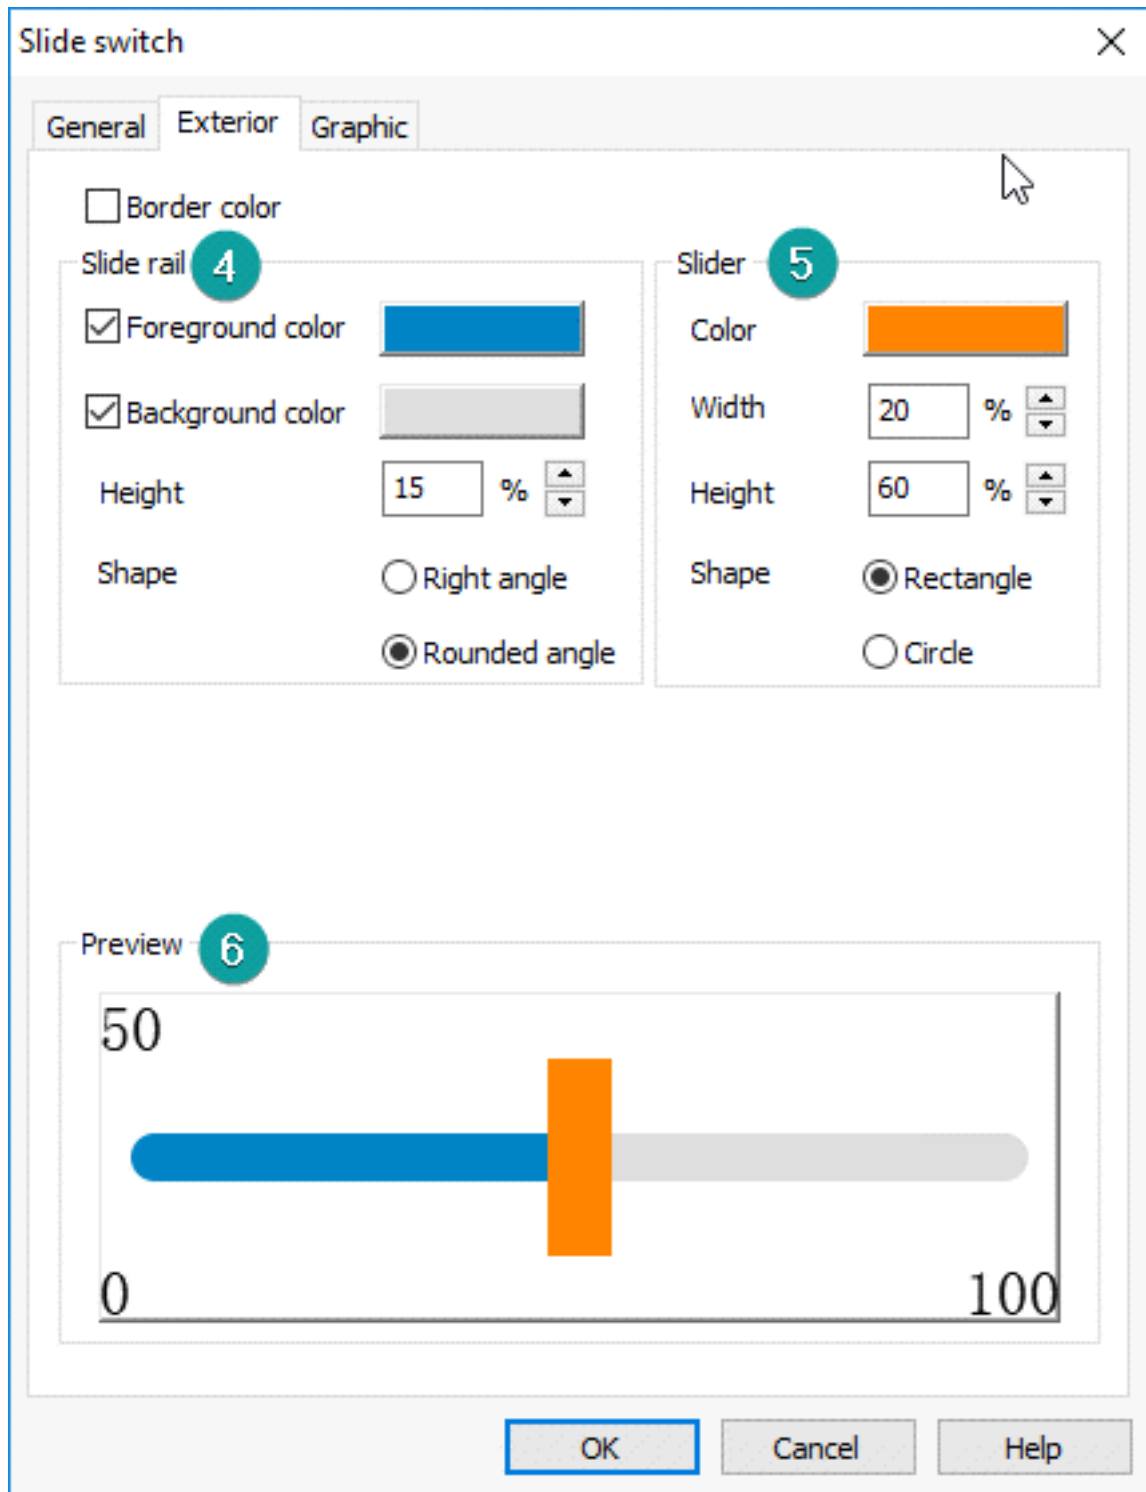 Slide switch
General Exterior Graphic
Border color
Slide rail 4
Foreground color
Background color
Height 15 %
Shape Right angle
Rounded angle
Slider 5
Color
Width 20 %
Height 60 %
Shape Rectangle
Circle
Preview 6
50
0 100
OK Cancel Help